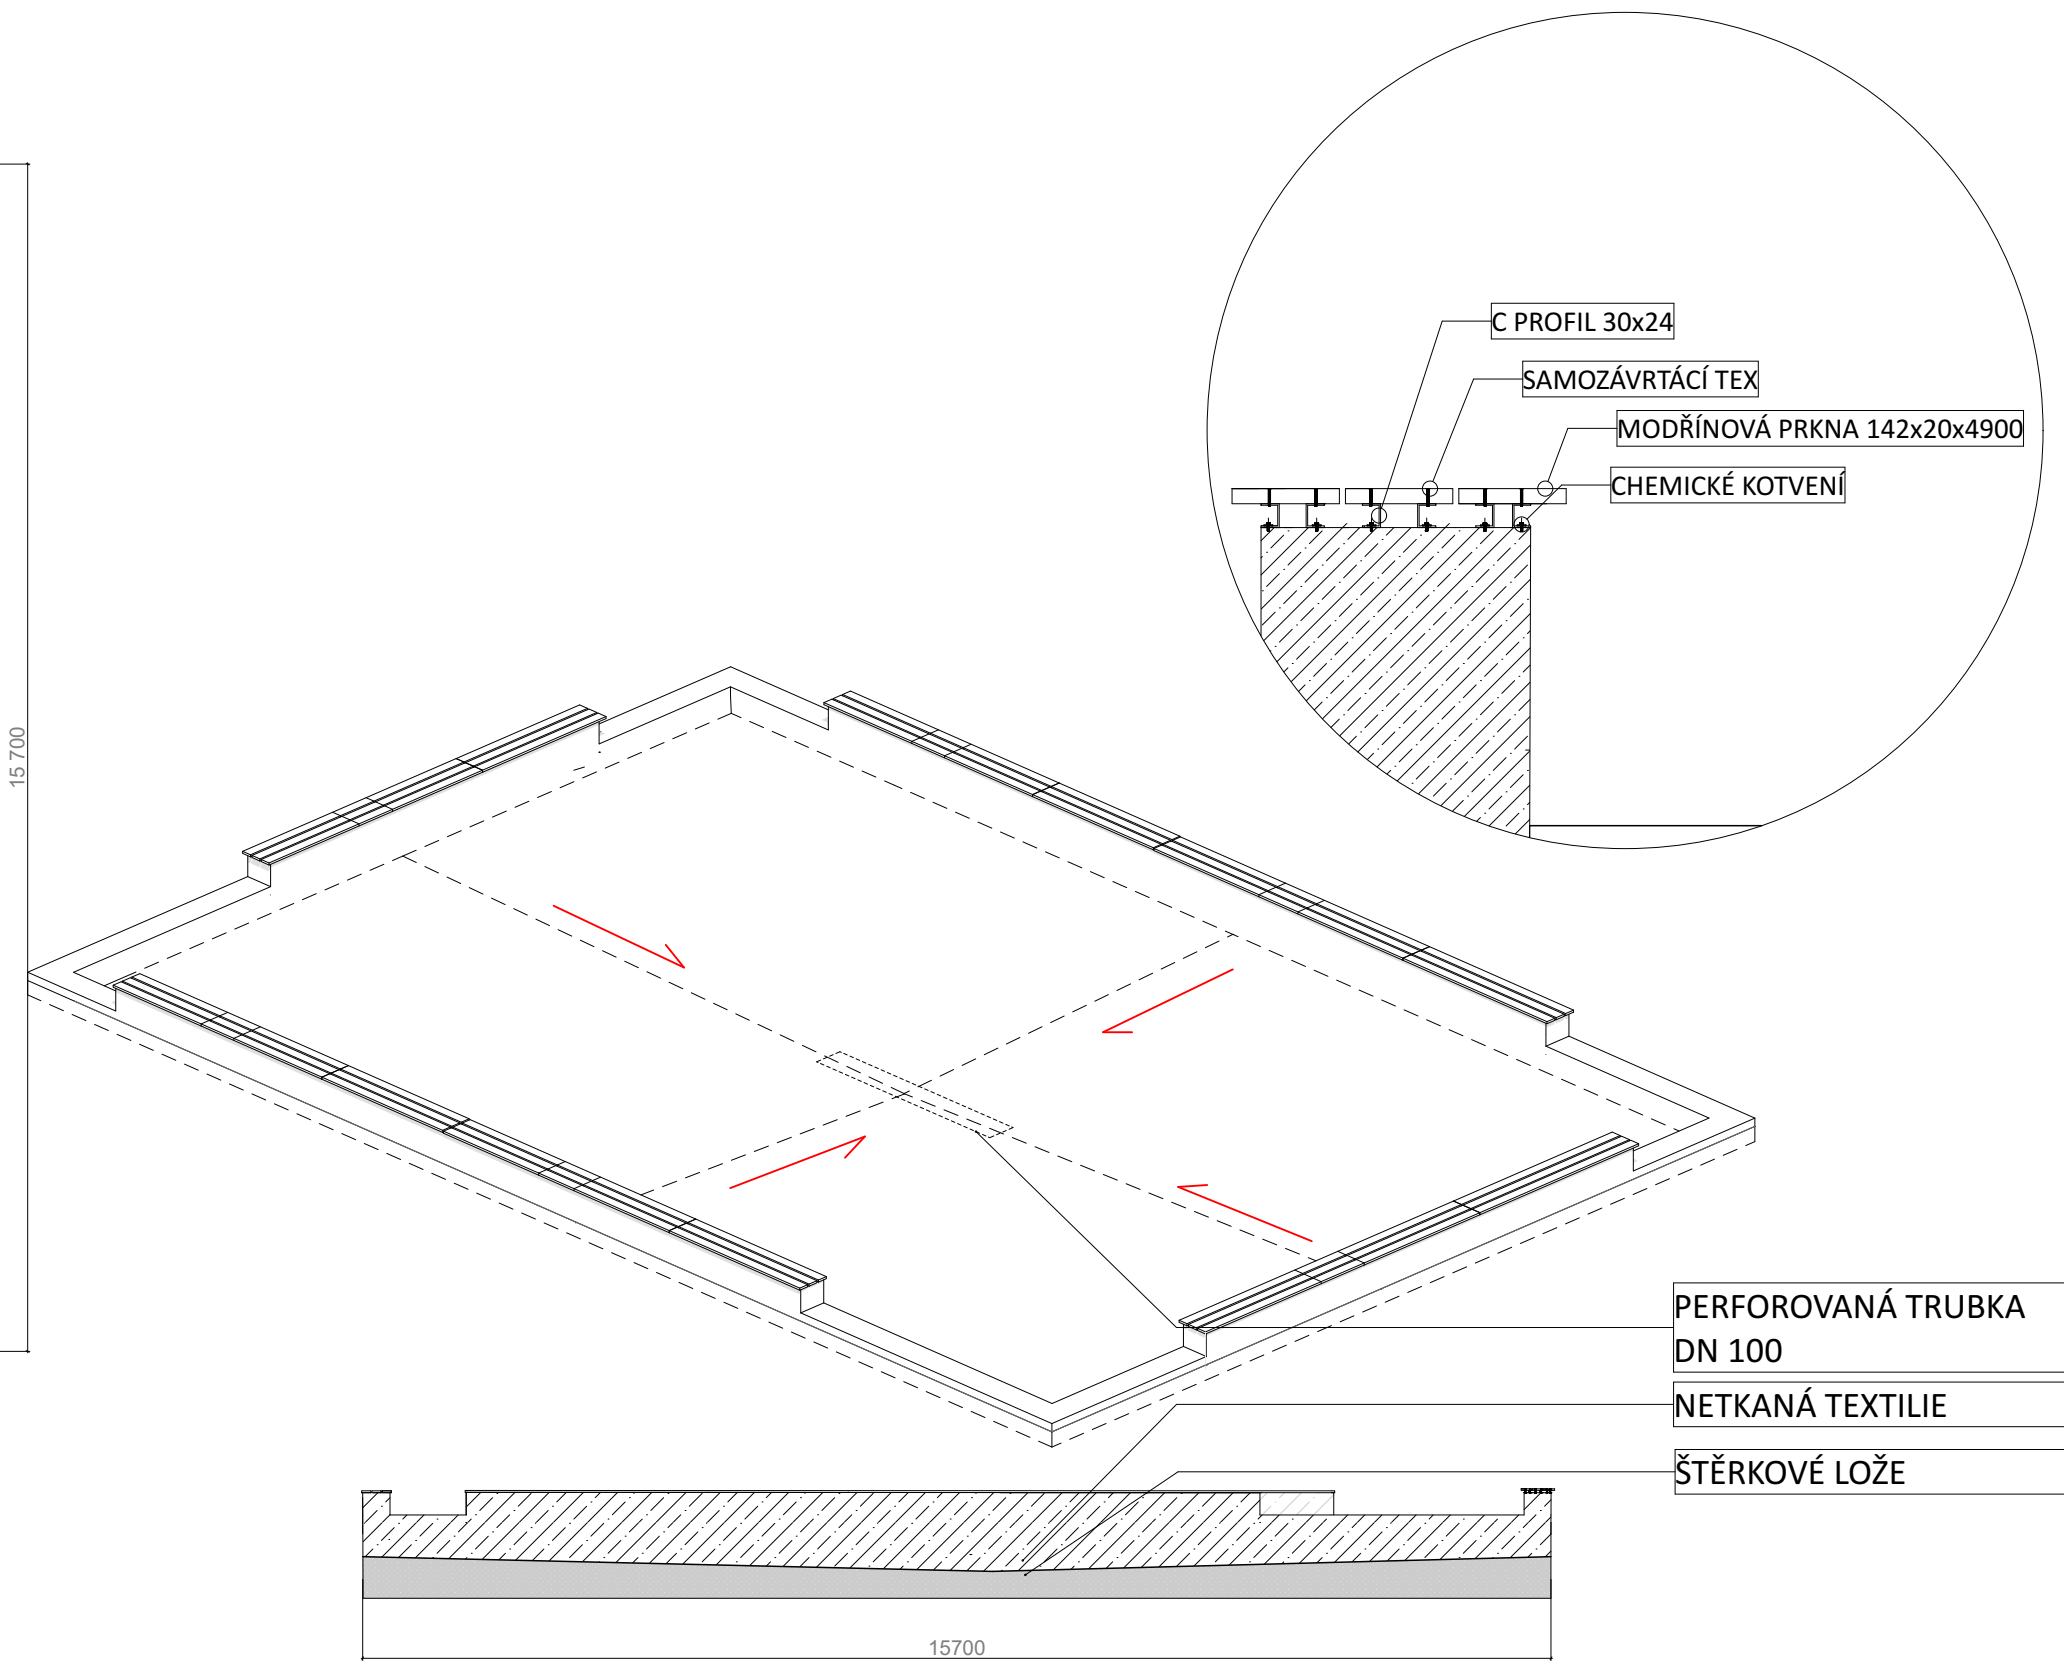 C PROFIL 30x24
SAMOZÁVRTÁCÍ TEX
MODŘÍNOVÁ PRKNA 142x20x4900
CHEMICKÉ KOTVENÍ
15 700
PERFOROVANÁ TRUBKA
DN 100
NETKANÁ TEXTILIE
ŠTĚRKOVÉ LOŽE
15700